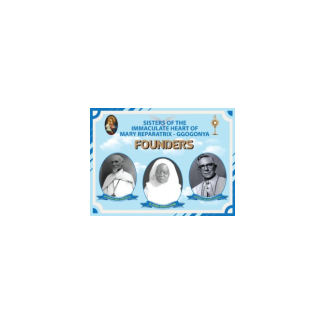 SISTERS OF THE
IMMACULATE HEART OF
MARY REPARATRIX - GGOGONYA
FOUNDERS